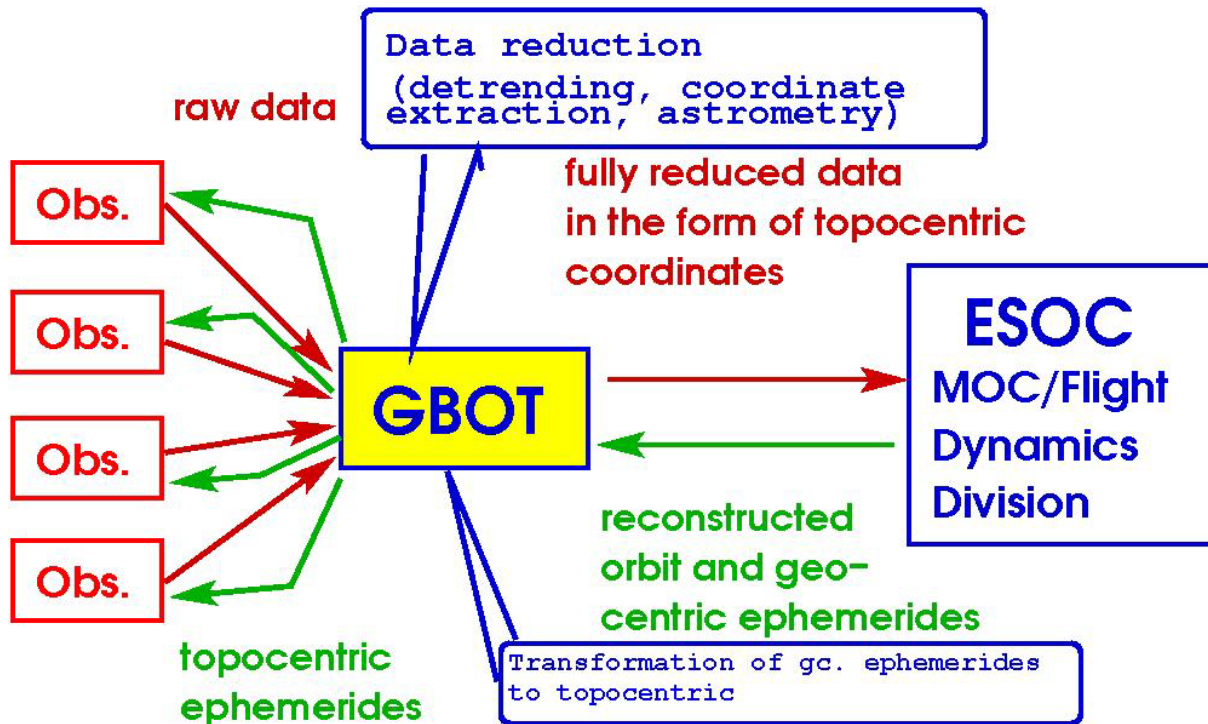 Data reduction
(detrending, coordinate
extraction, astrometry)
raw data
fully reduced data
in the form of topocentric
coordinates
Obs.
Obs.
Obs.
Obs.
GBOT
ESOC
MOC/Flight
Dynamics
Division
reconstructed
orbit and geo-
centric ephemerides
topocentric
ephemerides
Transformation of gc. ephemerides
to topocentric